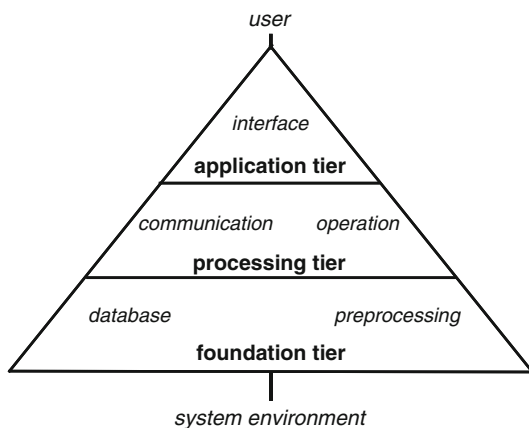 user
interface
application tier
communication operation
processing tier
database preprocessing
foundation tier
system environment